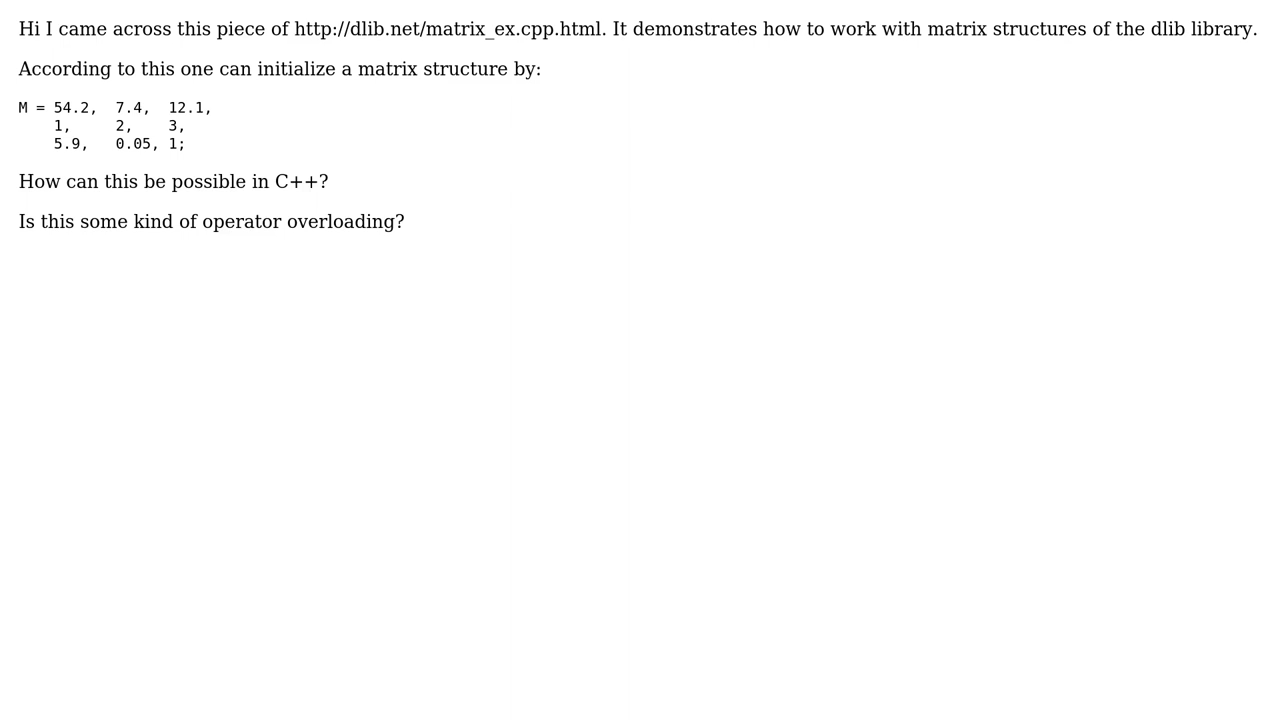 Hi I came across this piece of http://dlib.net/matrix_ex.cpp.html. It demonstrates how to work with matrix structures of the dlib library.
According to this one can initialize a matrix structure by:
M = 54.2,  7.4,  12.1,
    1,     2,    3,
    5.9,   0.05, 1;
How can this be possible in C++?
Is this some kind of operator overloading?